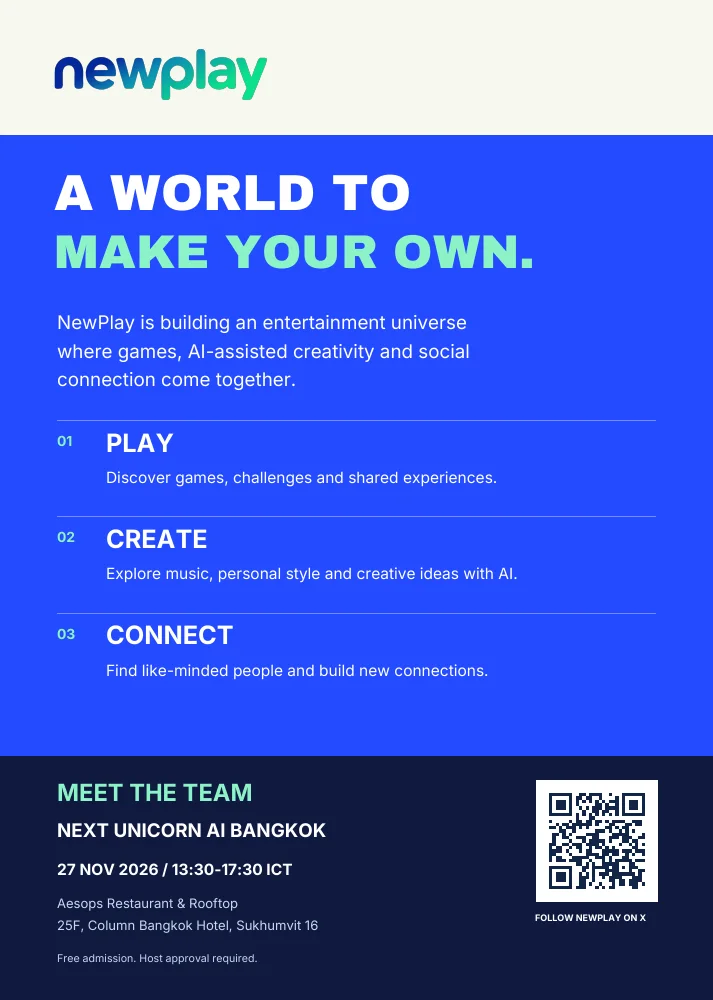 newplay
A WORLD TO
MAKE YOUR OWN.
NewPlay is building an entertainment universe
where games, AI-assisted creativity and social
connection come together.
01 PLAY
Discover games, challenges and shared experiences.
02 CREATE
Explore music, personal style and creative ideas with AI.
03 CONNECT
Find like-minded people and build new connections.
MEET THE TEAM
NEXT UNICORN AI BANGKOK
27 NOV 2026 / 13:30-17:30 ICT
Aesops Restaurant & Rooftop
25F, Column Bangkok Hotel, Sukhumvit 16
Free admission. Host approval required.
FOLLOW NEWPLAY ON X